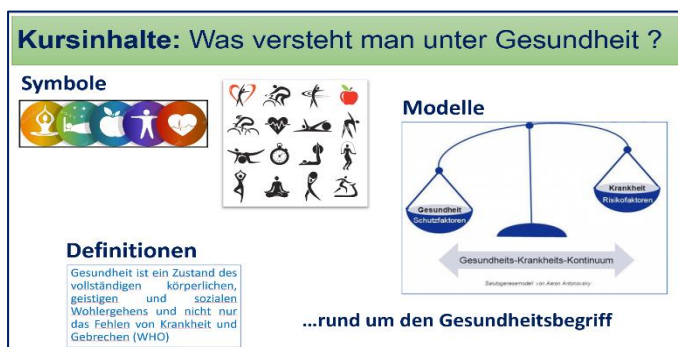 Kursinhalte: Was versteht man unter Gesundheit ?
Symbole
Modelle
Gesundheit
Schutzfaktoren
Krankheit
Risikofaktoren
Gesundheits-Krankheits-Kontinuum
Salutogenesemodell von Aaron Antonovsky
Definitionen
Gesundheit ist ein Zustand des
vollständigen körperlichen,
geistigen und sozialen
Wohlergehens und nicht nur
das Fehlen von Krankheit und
Gebrechen (WHO)
...rund um den Gesundheitsbegriff